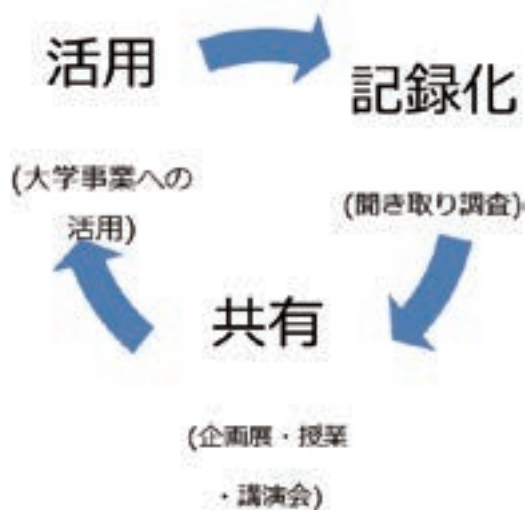 活用
記録化
(大学事業への
活用)
(聞き取り調査)
共有
(企画展・授業
・講演会)